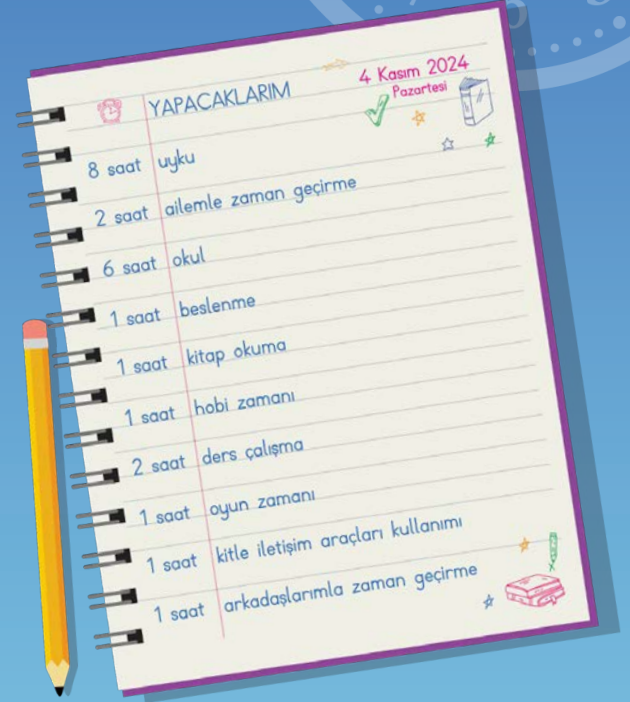 4 Kasım 2024
YAPACAKLARIM
Pazartesi
8 saat uyku
2 saat ailemle zaman geçirme
6 saat okul
1 saat beslenme
1 saat kitap okuma
1 saat hobi zamanı
2 saat ders çalışma
1 saat oyun zamanı
1 saat kitle iletişim araçları kullanımı
1 saat arkadaşlarımla zaman geçirme